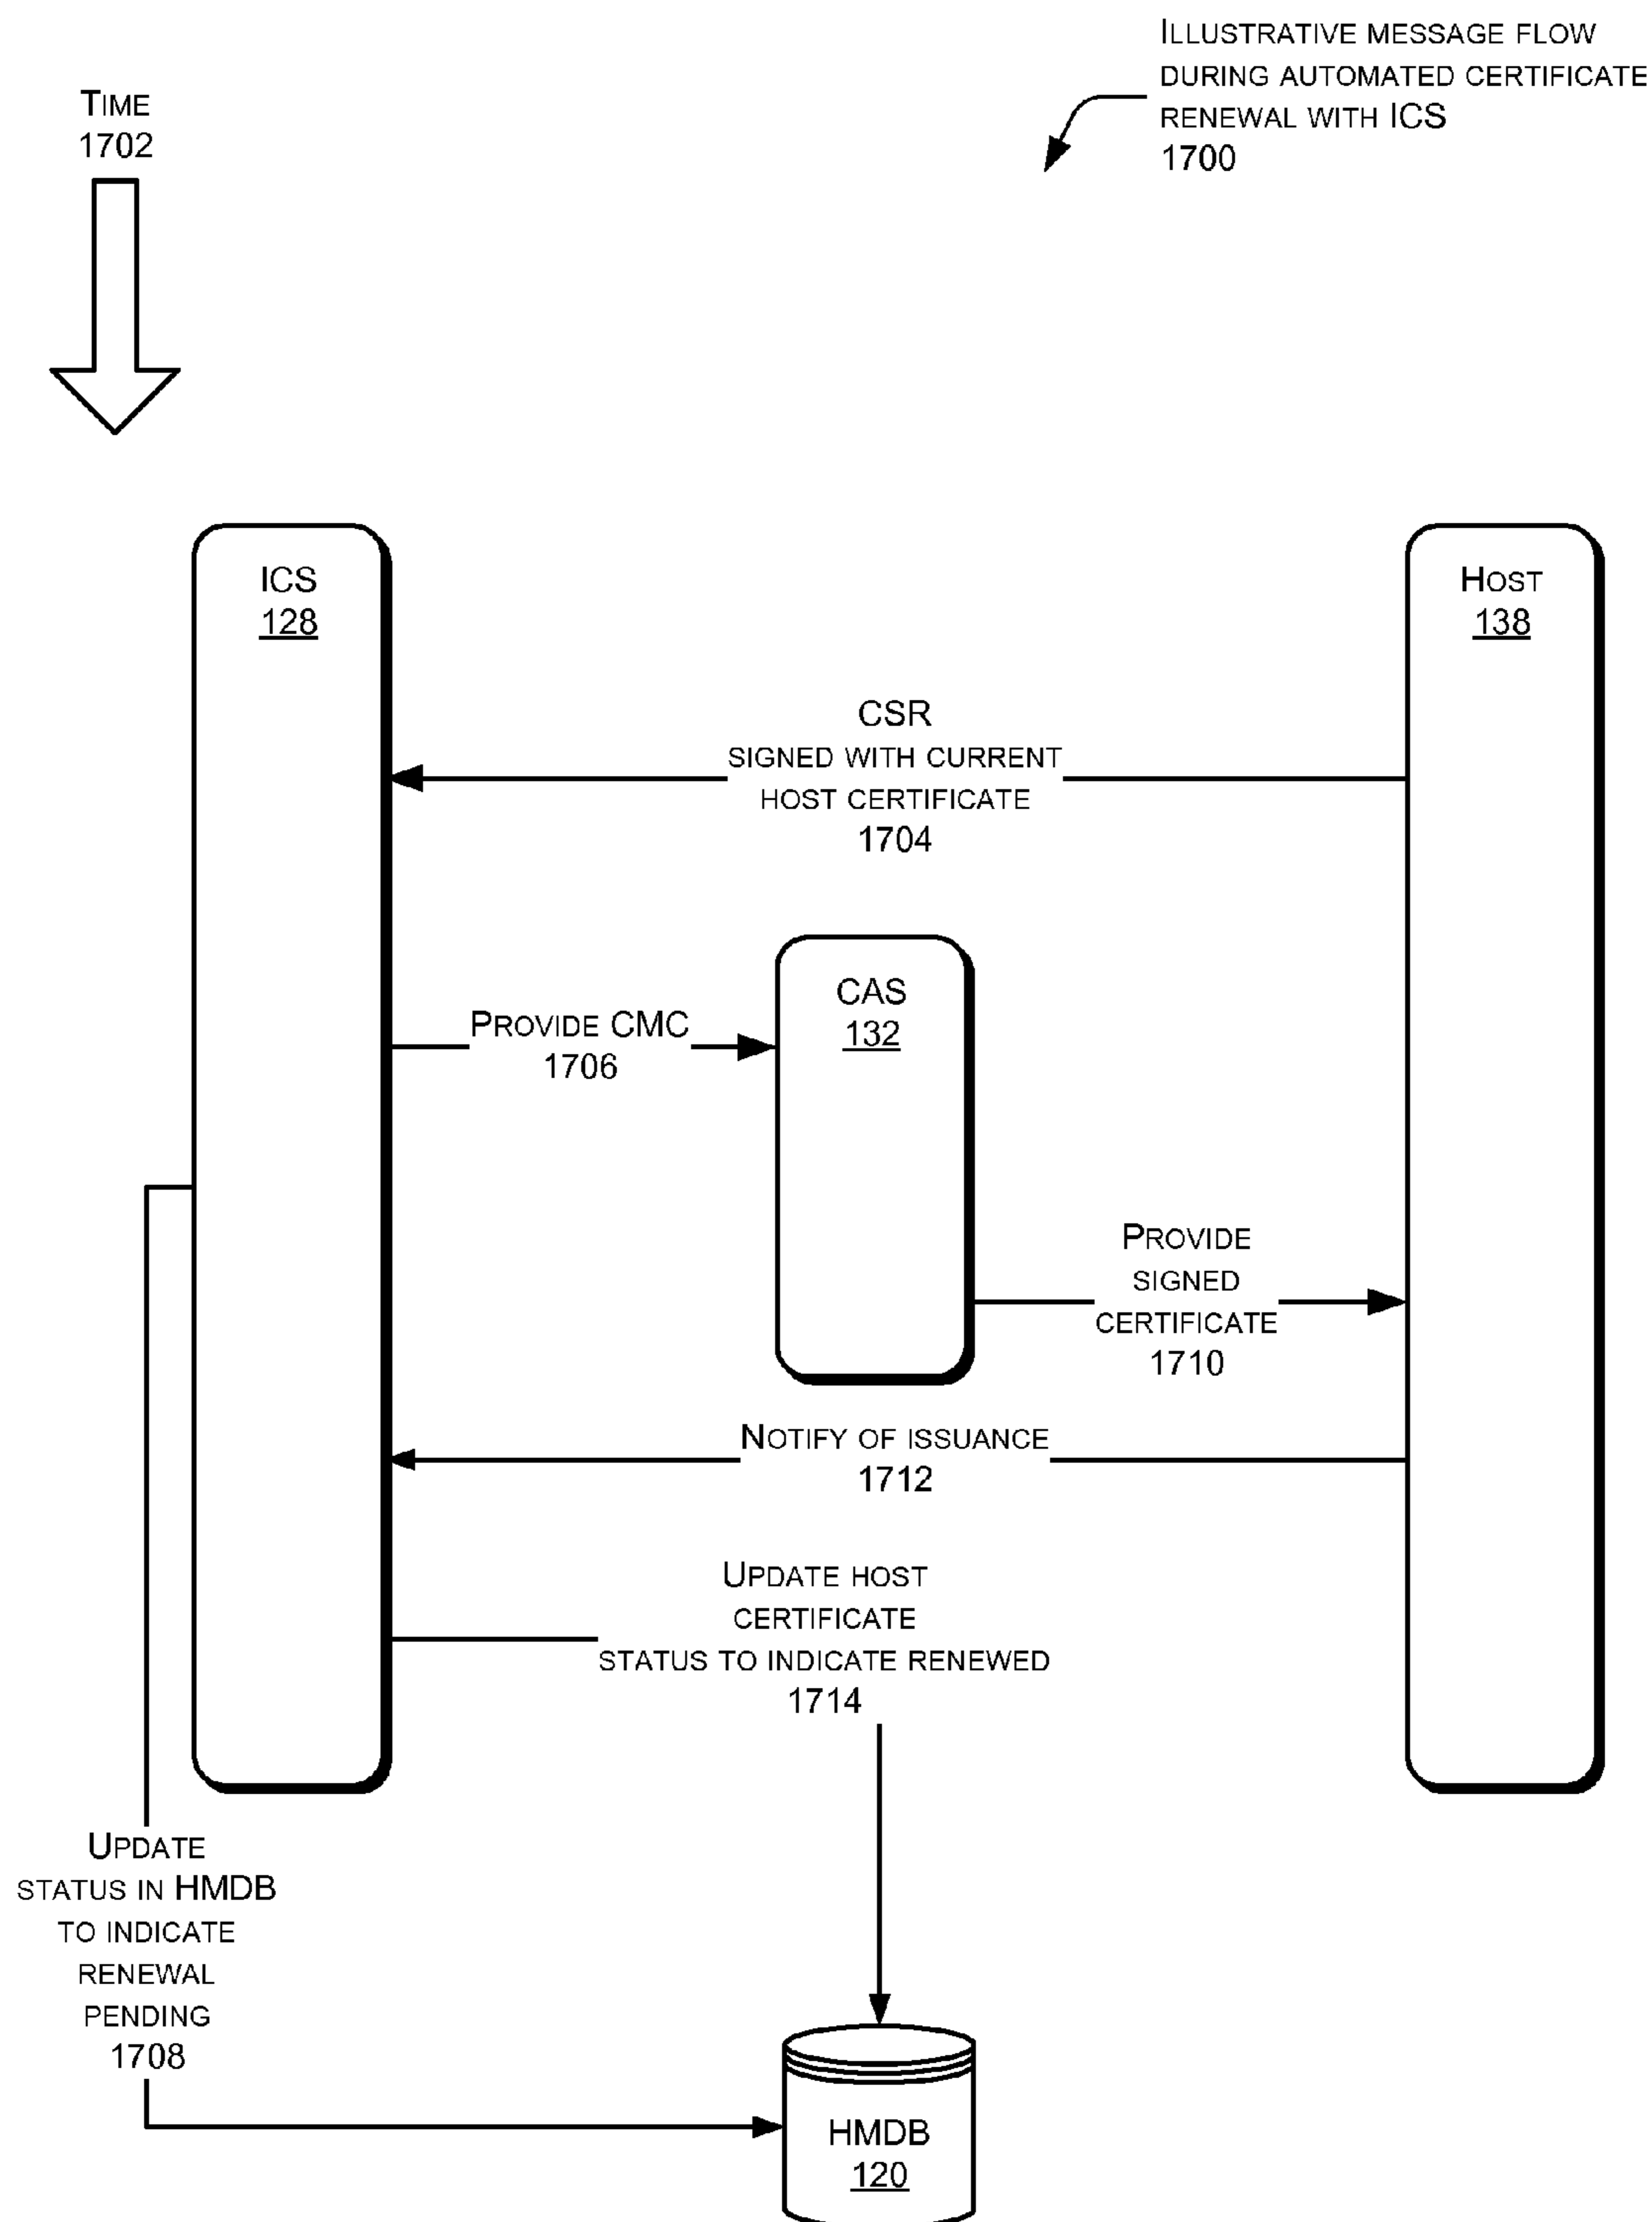 ILLUSTRATIVE MESSAGE FLOW
DURING AUTOMATED CERTIFICATE
RENEWAL WITH ICS
1700
TIME
1702
ICS
128
HOST
138
CSR
SIGNED WITH CURRENT
HOST CERTIFICATE
1704
CAS
132
PROVIDE CMC
1706
PROVIDE
SIGNED
CERTIFICATE
1710
NOTIFY OF ISSUANCE
1712
UPDATE HOST
CERTIFICATE
STATUS TO INDICATE RENEWED
1714
UPDATE
STATUS IN HMDB
TO INDICATE
RENEWAL
PENDING
1708
HMDB
120